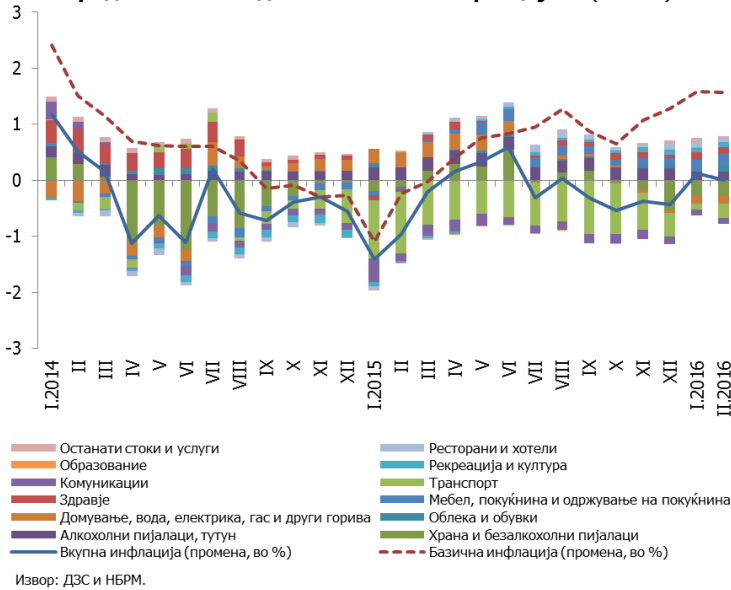 3
2
1
0
-1
-2
-3
I.2014
II
III
IV
V
VI
VII
VIII
IX
X
XI
XII
I.2015
II
III
IV
V
VI
VII
VIII
IX
X
XI
XII
I.2016
II.2016
Останати стоки и услуги
Ресторани и хотели
Образование
Рекреација и култура
Комуникации
Транспорт
Здравје
Мебел, покуќнина и одржување на покуќнина
Домување, вода, електрика, гас и други горива
Облека и обувки
Алкохолни пијалаци, тутун
Храна и безалкохолни пијалаци
Вкупна инфлација (промена, во %)
Базична инфлација (промена, во %)
Извор: ДЗС и НБРМ.